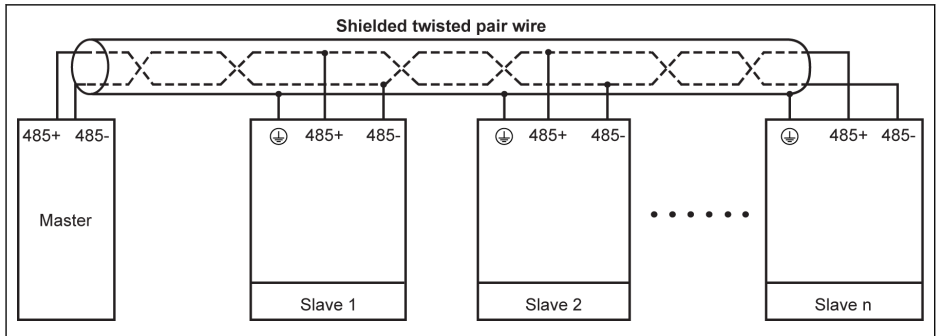 Shielded twisted pair wire
485+ 485-
Master
485+ 485-
Slave 1
485+ 485-
Slave 2
485+ 485-
Slave n